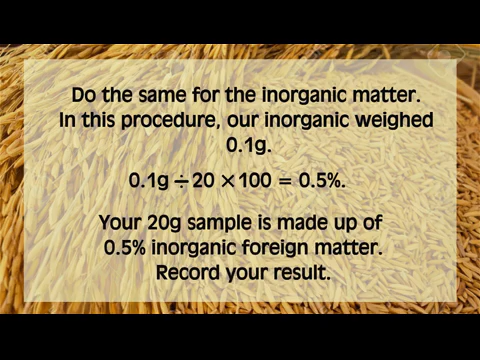 Do the same for the inorganic matter.
In this procedure, our inorganic weighed
0.1g.
0.1g ÷ 20 × 100 = 0.5%.
Your 20g sample is made up of
0.5% inorganic foreign matter.
Record your result.